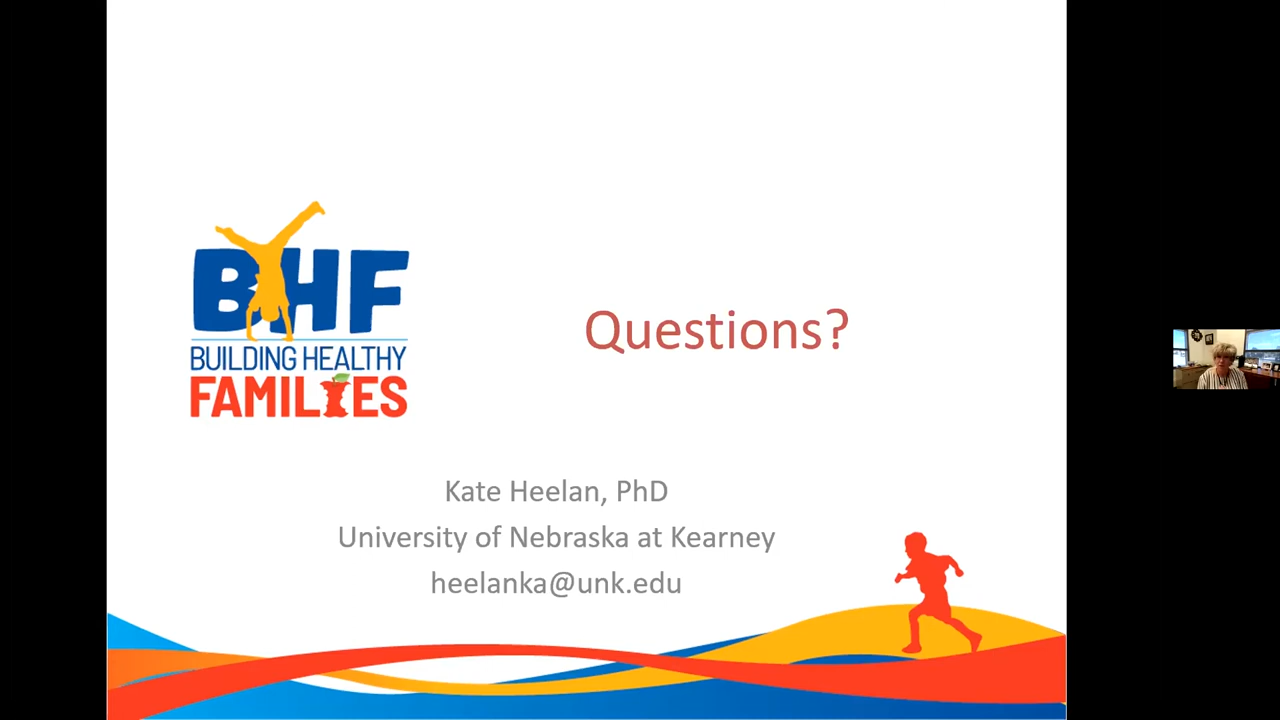 BHF
BUILDING HEALTHY
FAMILIES
Questions?
Kate Heelan, PhD
University of Nebraska at Kearney
heelanka@unk.edu